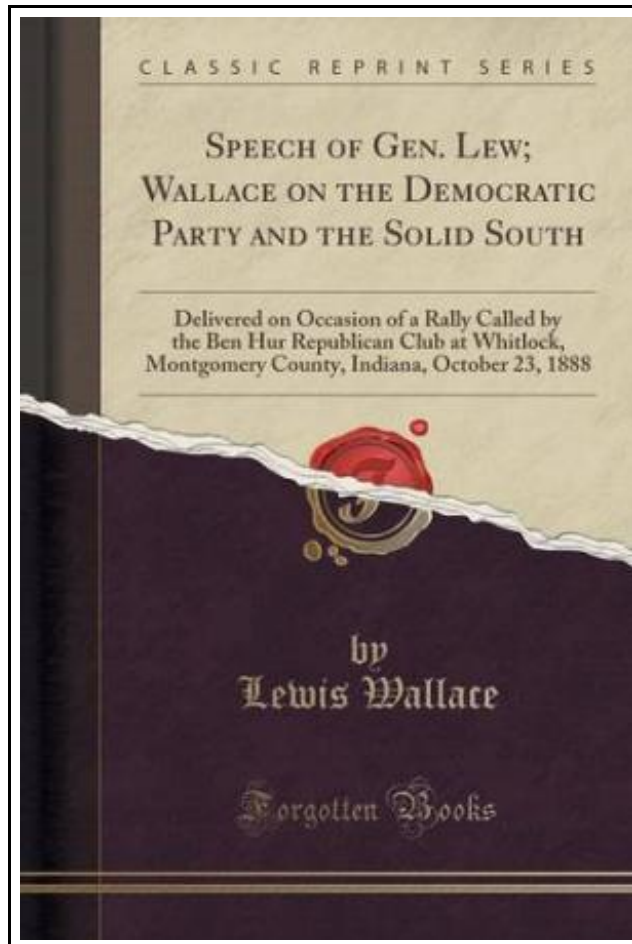 CLASSIC REPRINT SERIES
SPEECH OF GEN. LEW;
WALLACE ON THE DEMOCRATIC
PARTY AND THE SOLID SOUTH
Delivered on Occasion of a Rally Called by
the Ben Hur Republican Club at Whitlock,
Montgomery County, Indiana, October 23, 1888
by
Lewis Wallace
Forgotten Books